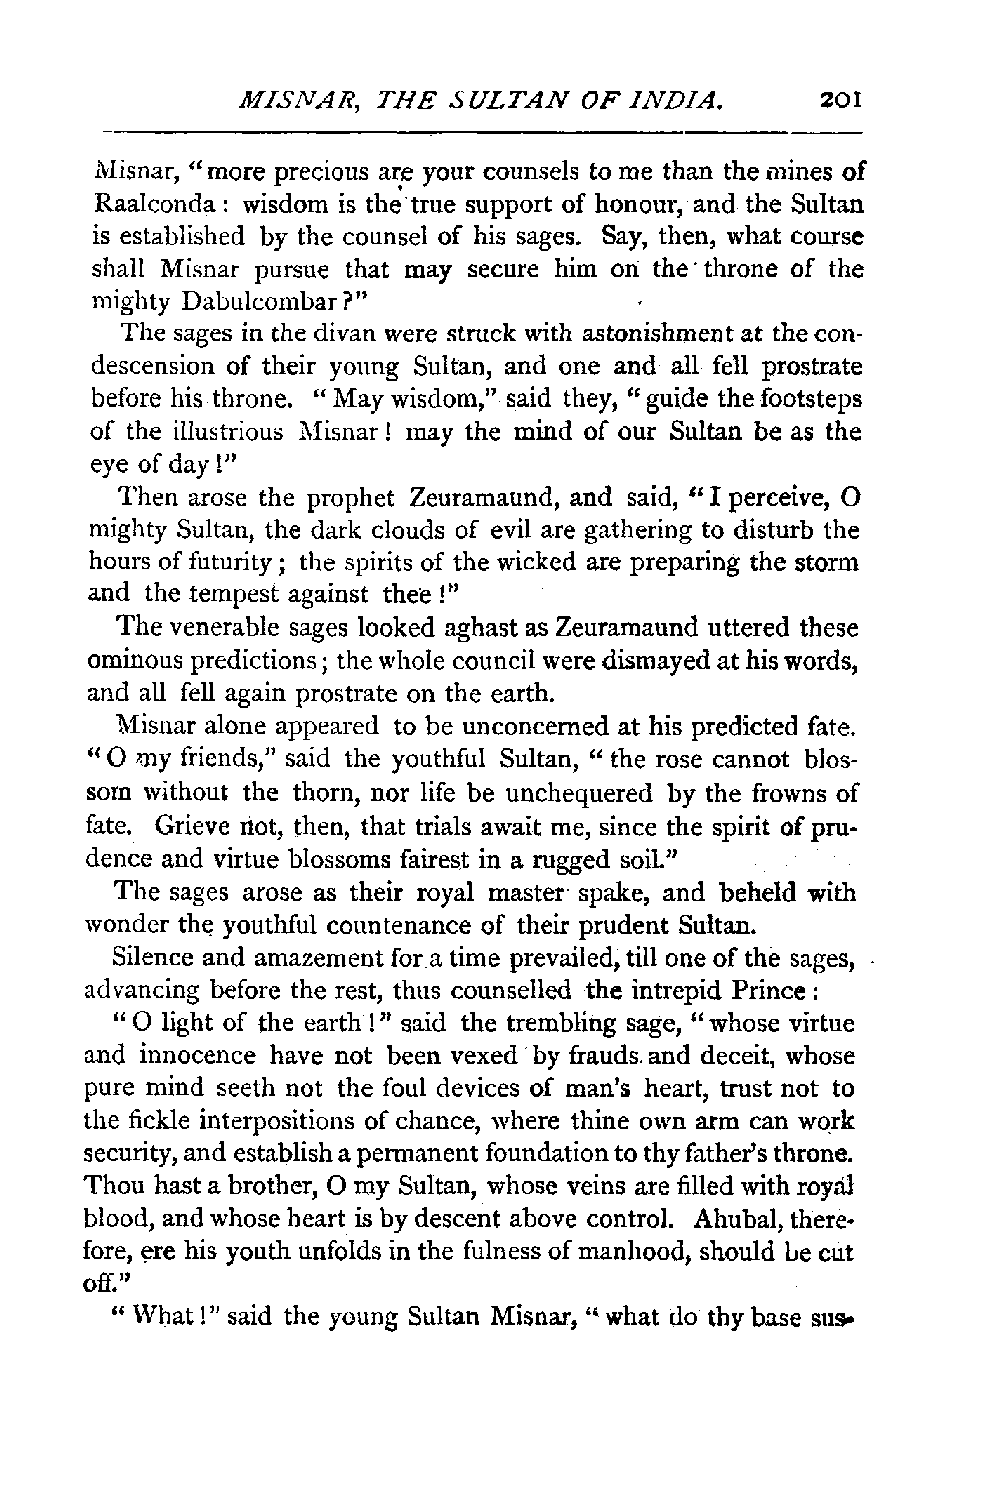 MISNAR, THE SULTAN OF INDIA. 201
Misnar, "more precious are your counsels to me than the mines of
Raalconda: wisdom is the true support of honour, and the Sultan
is established by the counsel of his sages. Say, then, what course
shall Misnar pursue that may secure him on the throne of the
mighty Dabulcombar?"
The sages in the divan were struck with astonishment at the con-
descension of their young Sultan, and one and all fell prostrate
before his throne. "May wisdom," said they, "guide the footsteps
of the illustrious Misnar! may the mind of our Sultan be as the
eye of day!"
Then arose the prophet Zeuramaund, and said, "I perceive, O
mighty Sultan, the dark clouds of evil are gathering to disturb the
hours of futurity; the spirits of the wicked are preparing the storm
and the tempest against thee!"
The venerable sages looked aghast as Zeuramaund uttered these
ominous predictions; the whole council were dismayed at his words,
and all fell again prostrate on the earth.
Misnar alone appeared to be unconcerned at his predicted fate.
"O my friends," said the youthful Sultan, "the rose cannot blos-
som without the thorn, nor life be unchequered by the frowns of
fate. Grieve not, then, that trials await me, since the spirit of pru-
dence and virtue blossoms fairest in a rugged soil."
The sages arose as their royal master spake, and beheld with
wonder the youthful countenance of their prudent Sultan.
Silence and amazement for a time prevailed, till one of the sages,
advancing before the rest, thus counselled the intrepid Prince:
"O light of the earth!" said the trembling sage, "whose virtue
and innocence have not been vexed by frauds and deceit, whose
pure mind seeth not the foul devices of man's heart, trust not to
the fickle interpositions of chance, where thine own arm can work
security, and establish a permanent foundation to thy father's throne.
Thou hast a brother, O my Sultan, whose veins are filled with royal
blood, and whose heart is by descent above control. Ahubal, there-
fore, ere his youth unfolds in the fulness of manhood, should be cut
off."
"What!" said the young Sultan Misnar, "what do thy base sus-